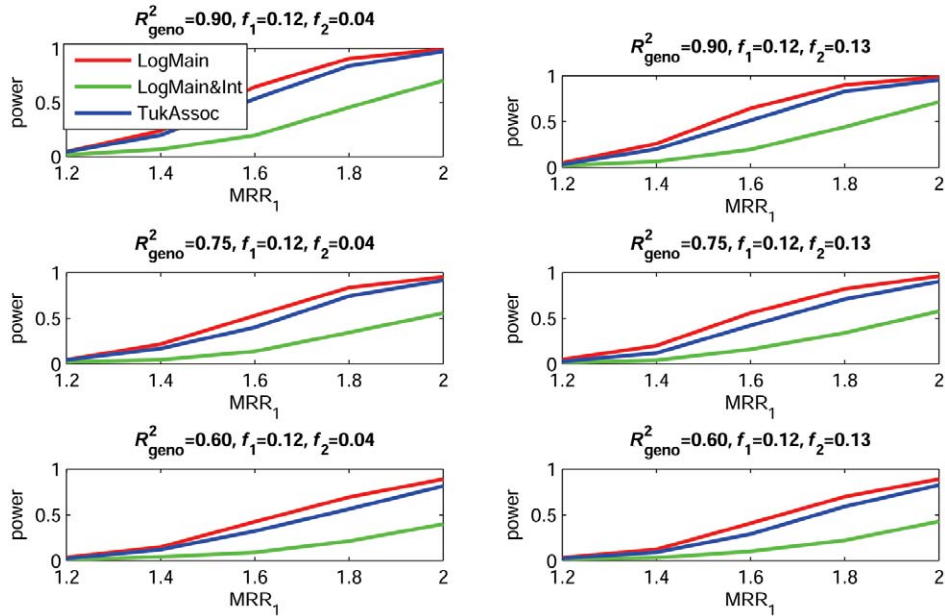 R²geno=0.90, f₁=0.12, f₂=0.04
1
0.5
0
power
LogMain
LogMain&Int
TukAssoc
1.2 1.4 1.6 1.8 2
MRR₁
R²geno=0.90, f₁=0.12, f₂=0.13
1
0.5
0
power
1.2 1.4 1.6 1.8 2
MRR₁
R²geno=0.75, f₁=0.12, f₂=0.04
1
0.5
0
power
1.2 1.4 1.6 1.8 2
MRR₁
R²geno=0.75, f₁=0.12, f₂=0.13
1
0.5
0
power
1.2 1.4 1.6 1.8 2
MRR₁
R²geno=0.60, f₁=0.12, f₂=0.04
1
0.5
0
power
1.2 1.4 1.6 1.8 2
MRR₁
R²geno=0.60, f₁=0.12, f₂=0.13
1
0.5
0
power
1.2 1.4 1.6 1.8 2
MRR₁